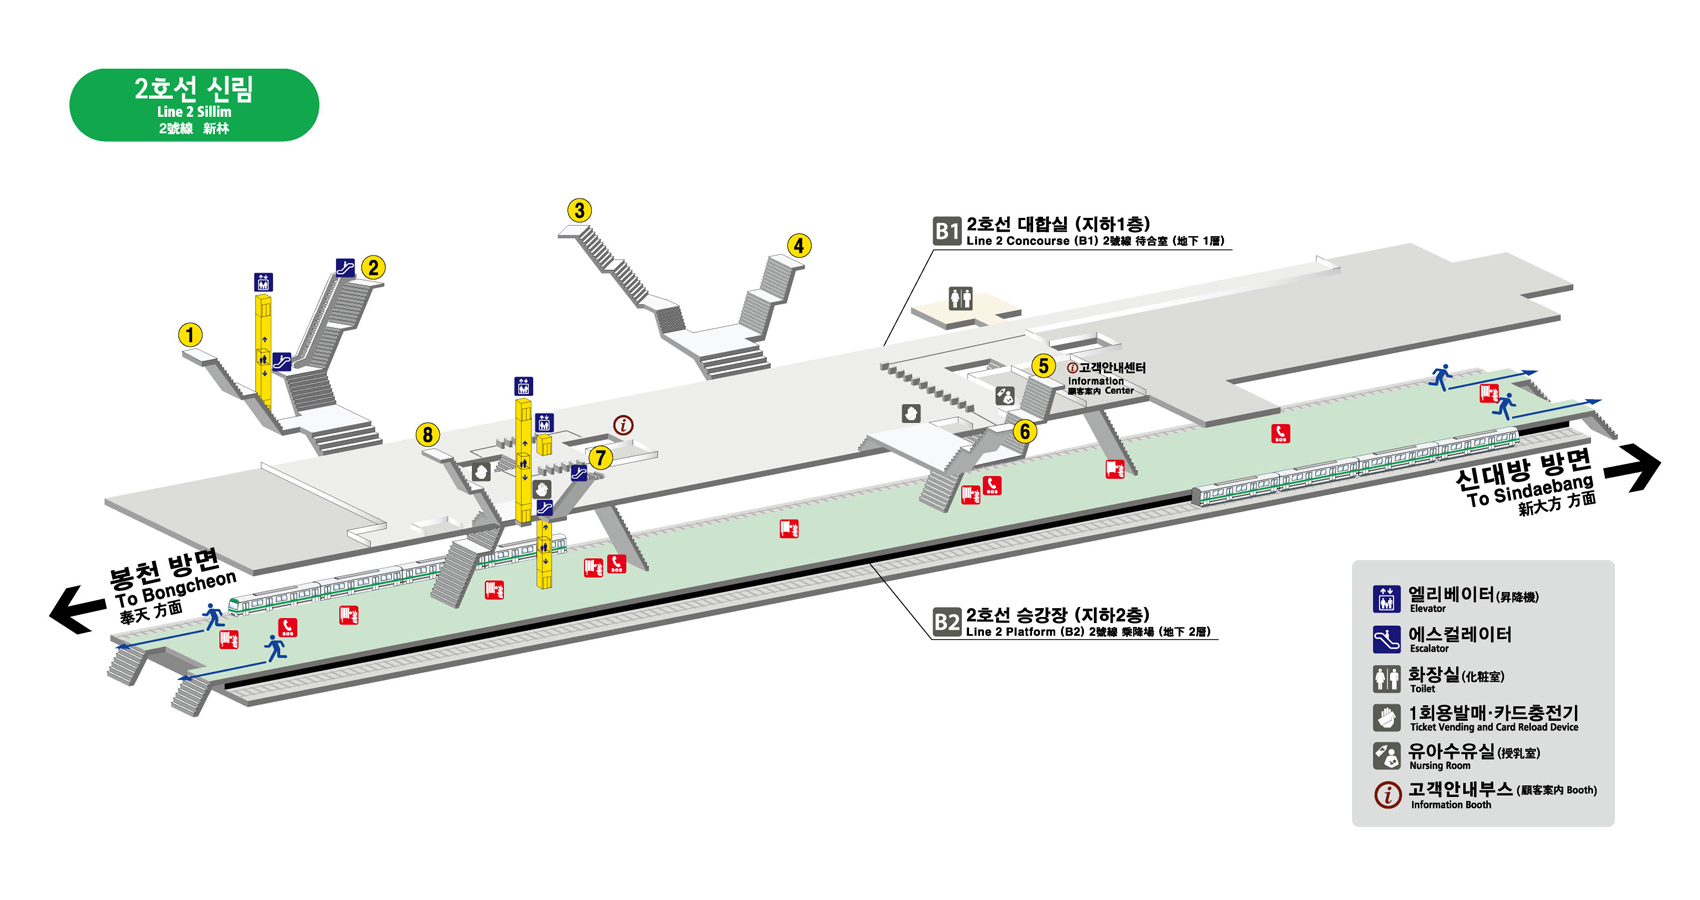 2호선 신림
Line 2 Sillim
2號線 新林
3
4
2
1
B1 2호선 대합실 (지하1층)
Line 2 Concourse (B1) 2號線 待合室 (地下 1層)
5
고객안내센터
Information
顧客案内 Center
6
8
7
신대방 방면
To Sindaebang
新大方 方面
봉천 방면
To Bongcheon
奉天 方面
SOS
SOS
SOS
B2 2호선 승강장 (지하2층)
Line 2 Platform (B2) 2號線 乘降場 (地下 2層)
엘리베이터(昇降機)
Elevator
에스컬레이터
Escalator
화장실(化粧室)
Toilet
1회용발매·카드충전기
Ticket Vending and Card Reload Device
유아수유실(授乳室)
Nursing Room
고객안내부스 (顧客案内 Booth)
Information Booth